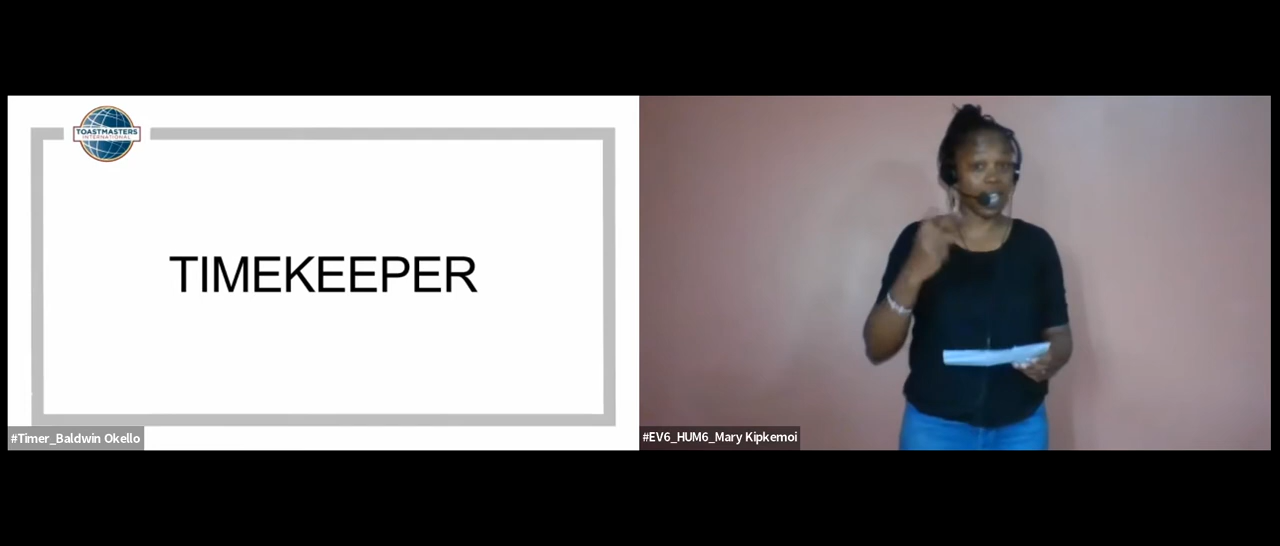 TOASTMASTERS
INTERNATIONAL
TIMEKEEPER
#Timer_Baldwin Okello
#EV6_HUM6_Mary Kipkemoi